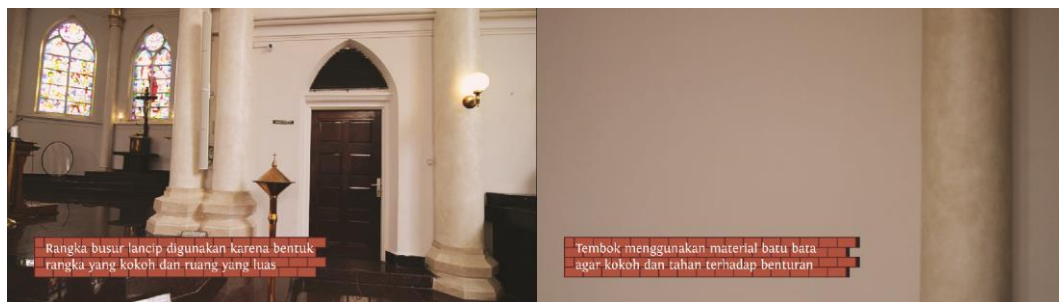 Rangka busur lancip digunakan karena bentuk
rangka yang kokoh dan ruang yang luas
Tembok menggunakan material batu bata
agar kokoh dan tahan terhadap benturan